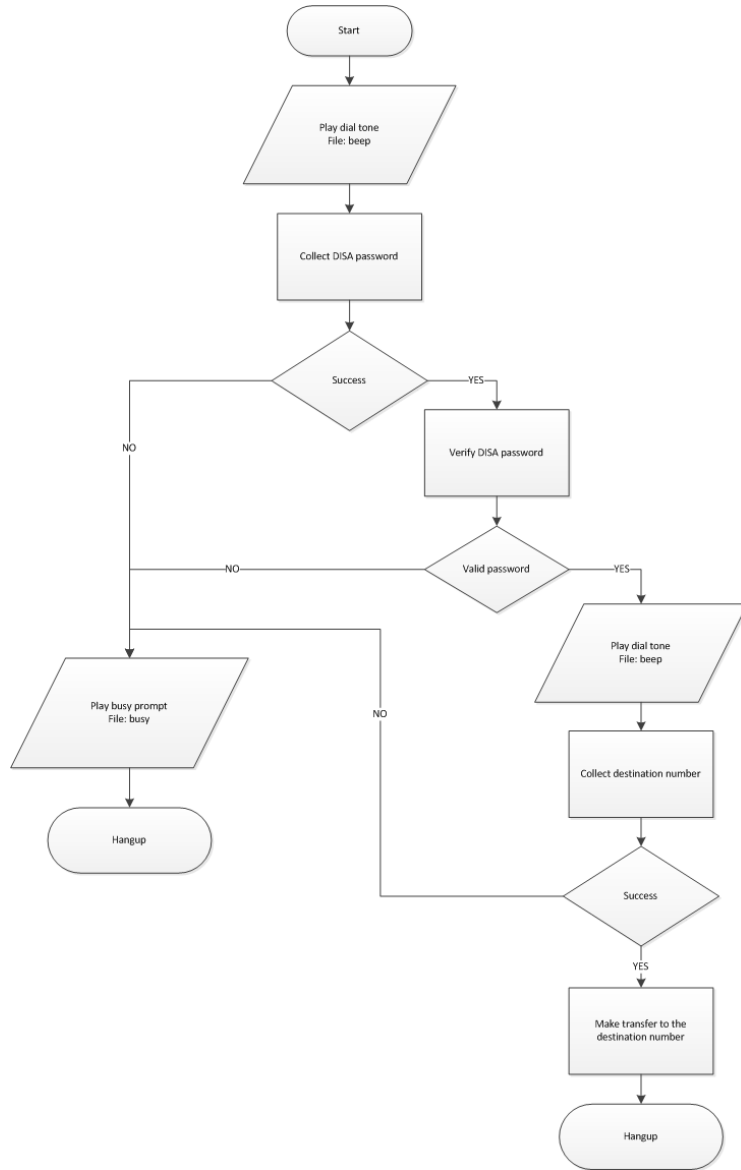 Start
Play dial tone
File: beep
Collect DISA password
Success
YES
NO
Verify DISA password
Valid password
NO
YES
Play dial tone
File: beep
Play busy prompt
File: busy
NO
Collect destination number
Hangup
Success
YES
Make transfer to the
destination number
Hangup